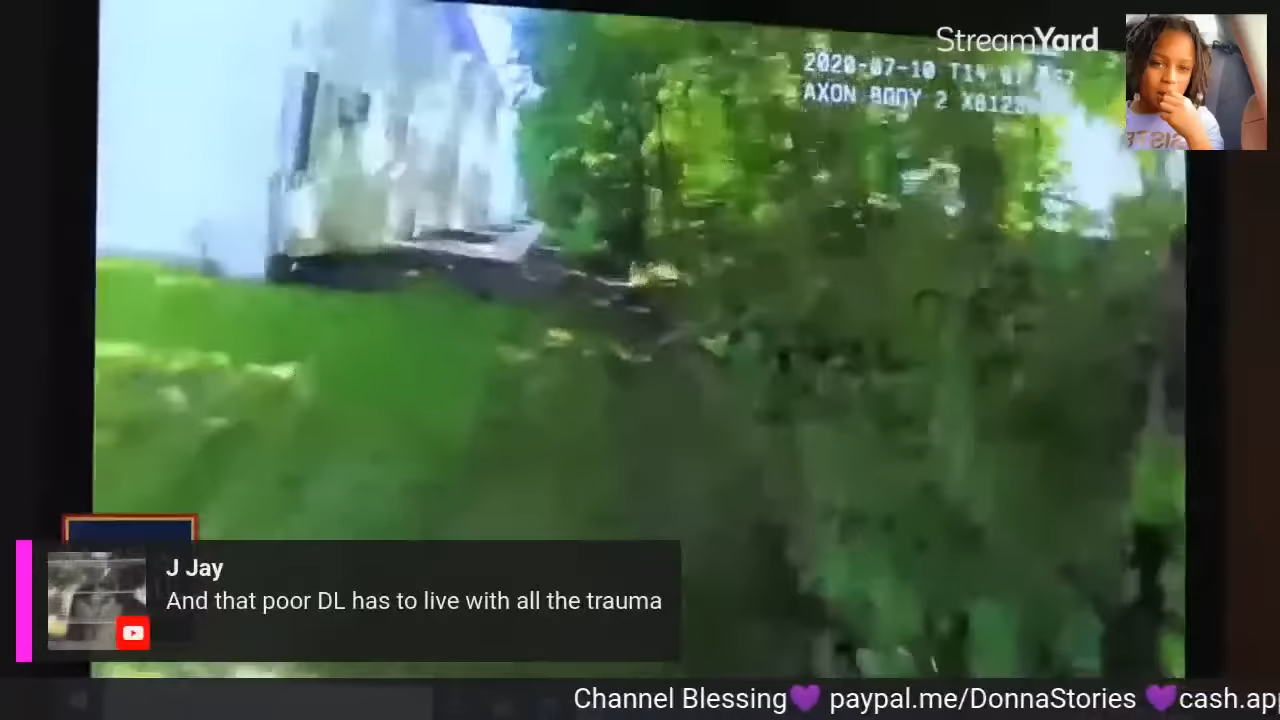 StreamYard
2020-07-10
AXON BODY 2
J Jay
And that poor DL has to live with all the trauma
Channel Blessing💜 paypal.me/DonnaStories 💜cash.app